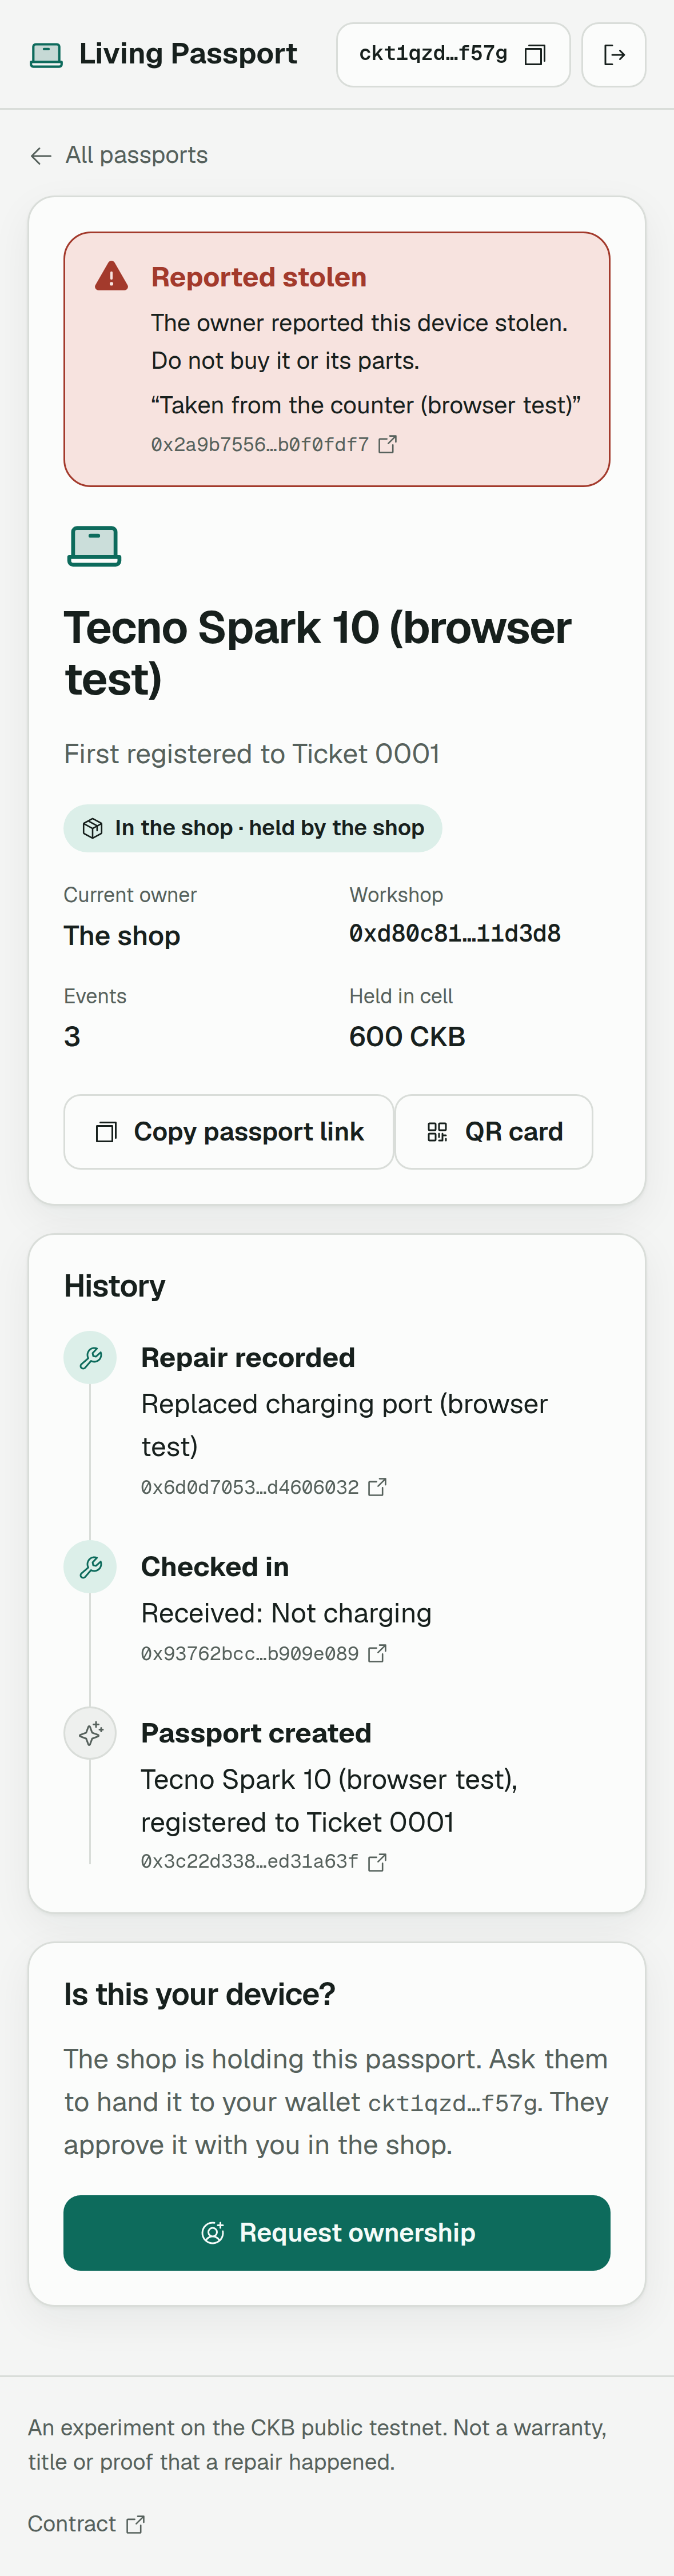 Living Passport
ckt1qzd…f57g
All passports
Reported stolen
The owner reported this device stolen.
Do not buy it or its parts.
“Taken from the counter (browser test)”
0x2a9b7556…b0f0fdf7
Tecno Spark 10 (browser
test)
First registered to Ticket 0001
In the shop · held by the shop
Current owner
Workshop
The shop
0xd80c81…11d3d8
Events
Held in cell
3
600 CKB
Copy passport link
QR card
History
Repair recorded
Replaced charging port (browser
test)
0x6d0d7053…d4606032
Checked in
Received: Not charging
0x93762bcc…b909e089
Passport created
Tecno Spark 10 (browser test),
registered to Ticket 0001
0x3c22d338…ed31a63f
Is this your device?
The shop is holding this passport. Ask them
to hand it to your wallet ckt1qzd…f57g. They
approve it with you in the shop.
Request ownership
An experiment on the CKB public testnet. Not a warranty,
title or proof that a repair happened.
Contract